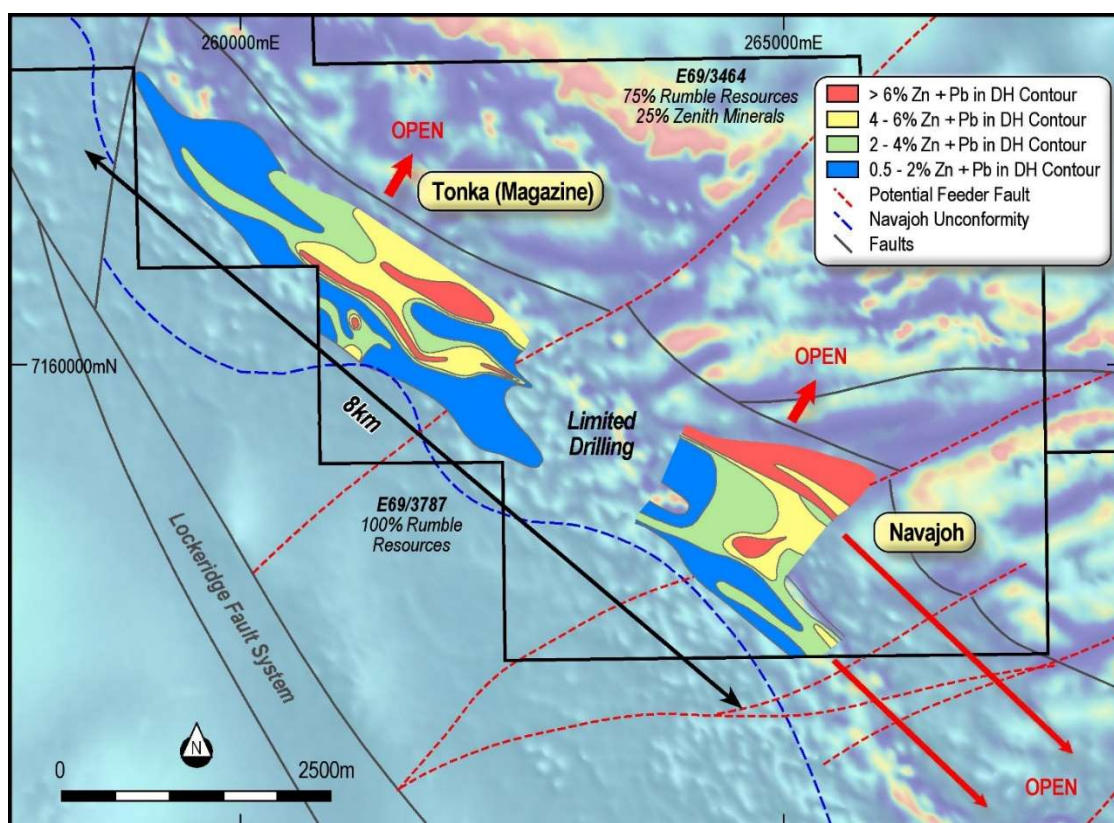 260000mE
265000mE
E69/3464
75% Rumble Resources
25% Zenith Minerals
> 6% Zn + Pb in DH Contour
4 - 6% Zn + Pb in DH Contour
2 - 4% Zn + Pb in DH Contour
0.5 - 2% Zn + Pb in DH Contour
Potential Feeder Fault
Navajoh Unconformity
Faults
OPEN
Tonka (Magazine)
7160000mN
OPEN
8km
Limited
Drilling
E69/3787
100% Rumble
Resources
Navajoh
Lockeridge Fault System
N
0
2500m
OPEN